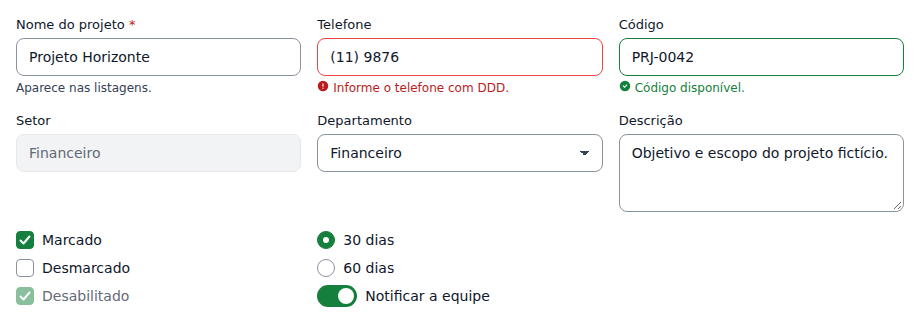 Nome do projeto *
Telefone
Código
Projeto Horizonte
(11) 9876
PRJ-0042
Aparece nas listagens.
Informe o telefone com DDD.
Código disponível.
Setor
Departamento
Descrição
Financeiro
Financeiro
Objetivo e escopo do projeto fictício.
Marcado
30 dias
Desmarcado
60 dias
Desabilitado
Notificar a equipe